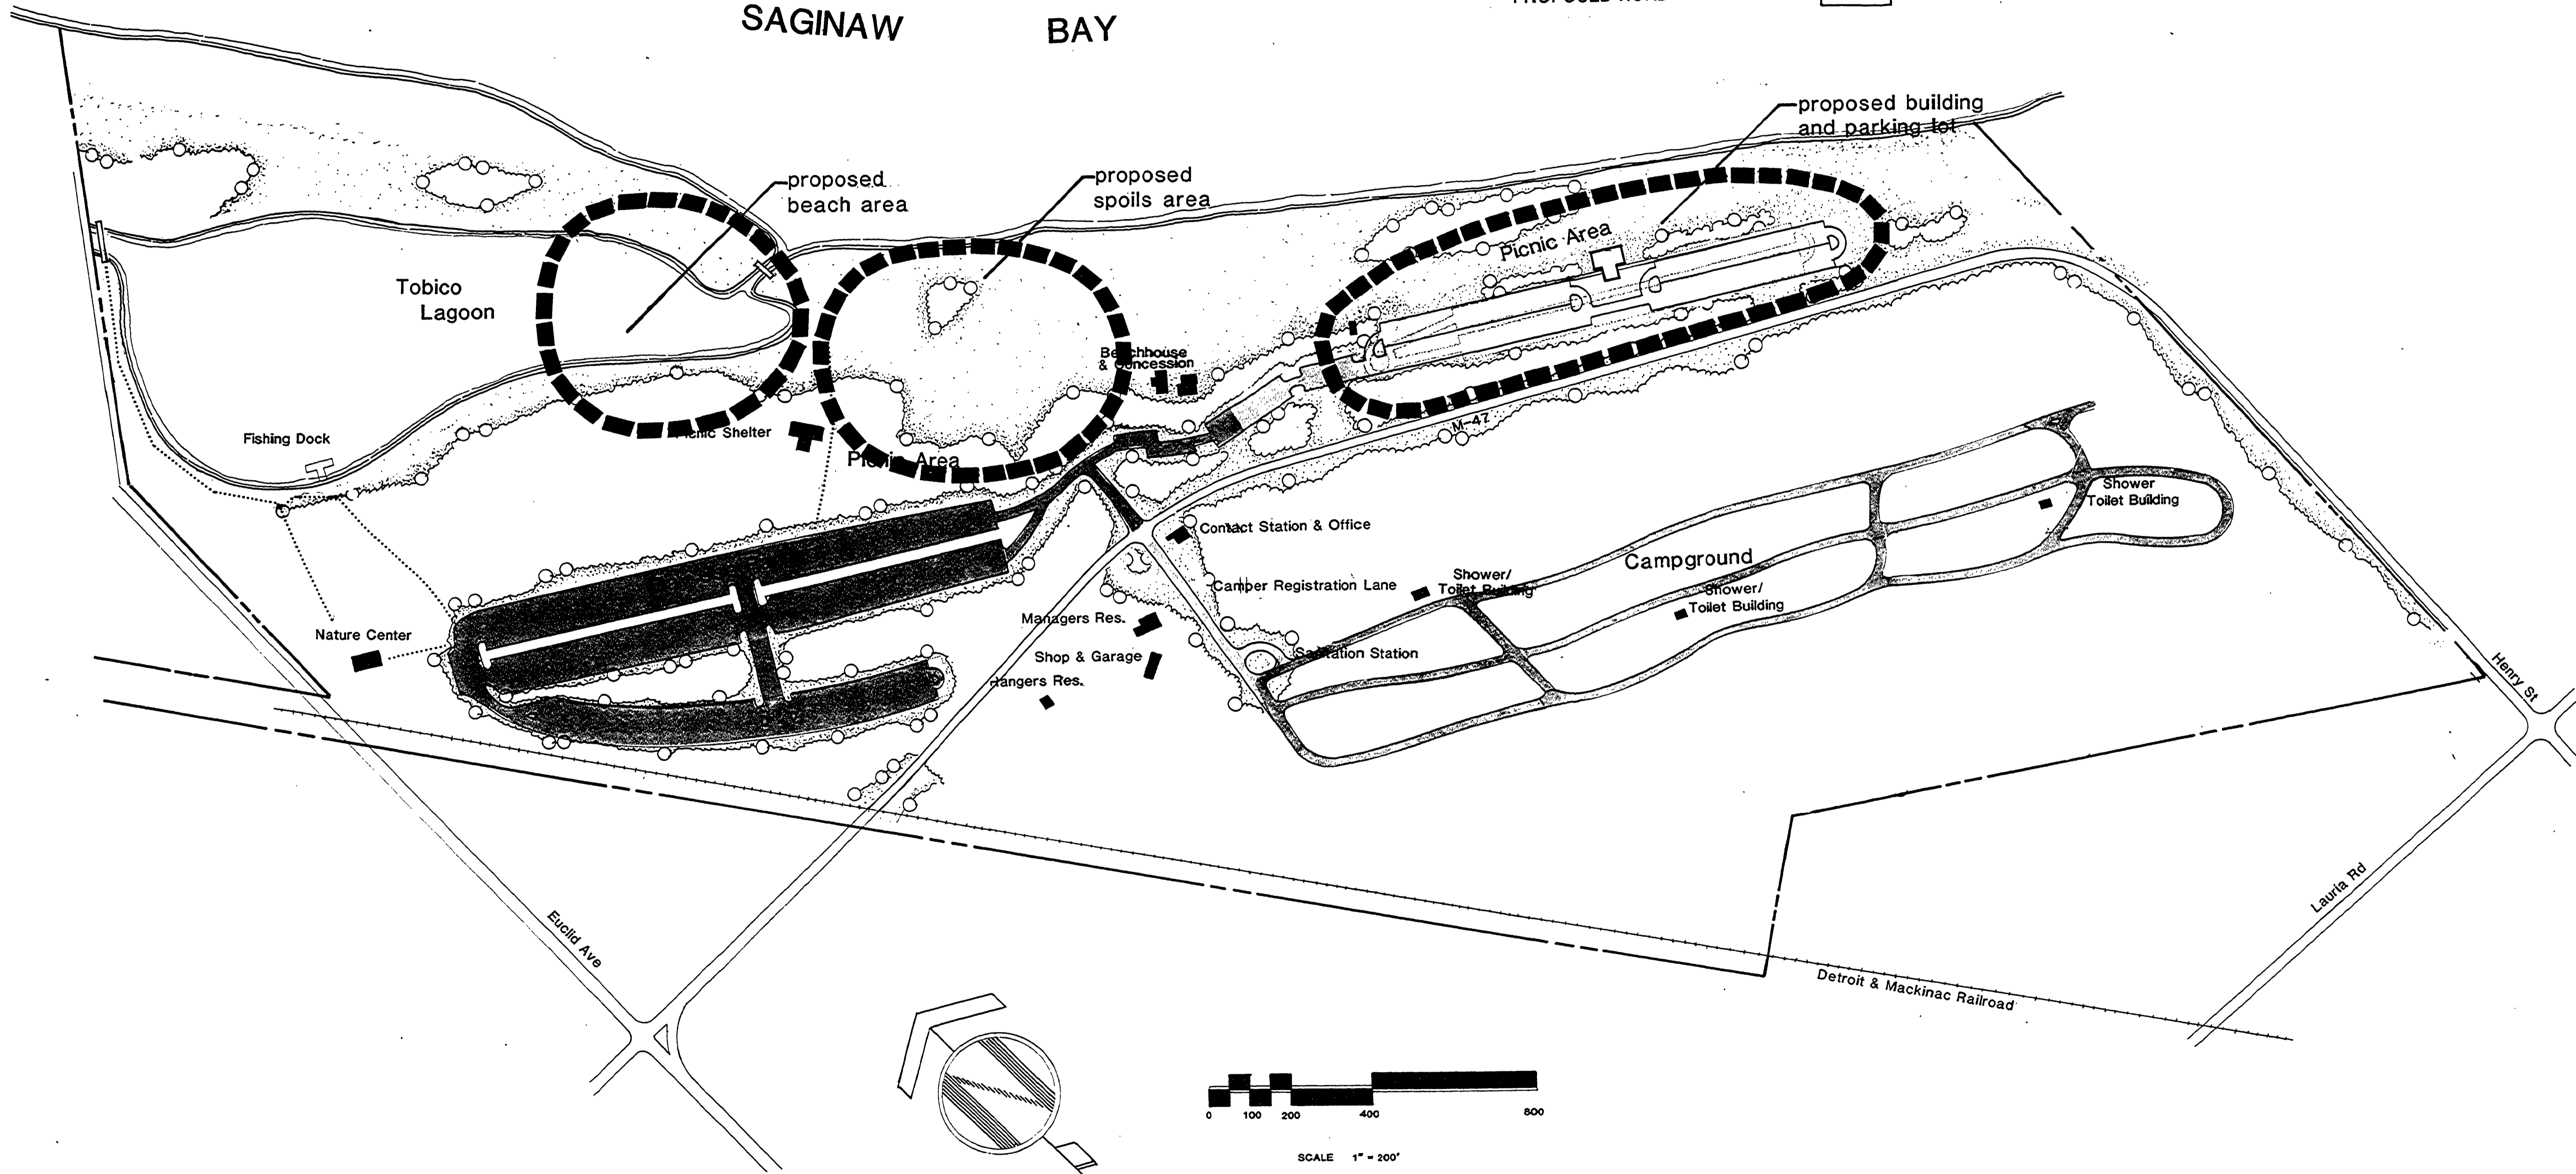 SAGINAW BAY
proposed building
and parking lot
proposed
beach area
proposed
spoils area
Picnic Area
Tobico
Lagoon
Beachhouse
& Concession
M-47
Fishing Dock
Picnic Shelter
Picnic Area
Shower
Toilet Building
Contact Station & Office
Campground
Camper Registration Lane
Shower/
Toilet Building
Shower/
Toilet Building
Managers Res.
Nature Center
Shop & Garage
Sanitation Station
Rangers Res.
Henry St
Lauria Rd
Euclid Ave
Detroit & Mackinac Railroad
0 100 200 400 800
SCALE 1" = 200'